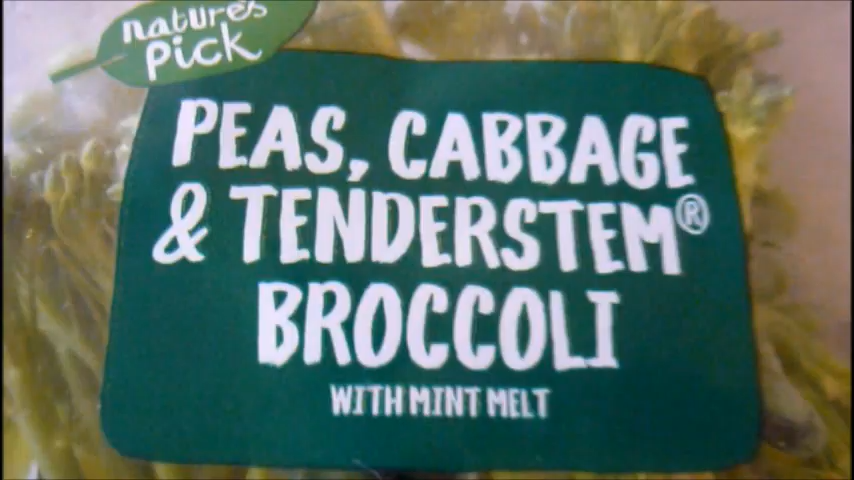 nature's
pick
PEAS, CABBAGE
& TENDERSTEM®
BROCCOLI
WITH MINT MELT